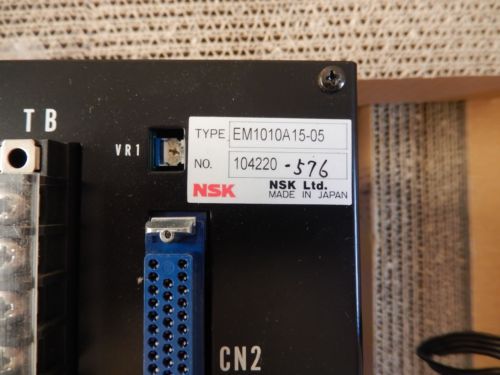 TB
VR1
TYPE EM1010A15-05
NO. 104220 -576
NSK NSK Ltd.
MADE IN JAPAN
CN2